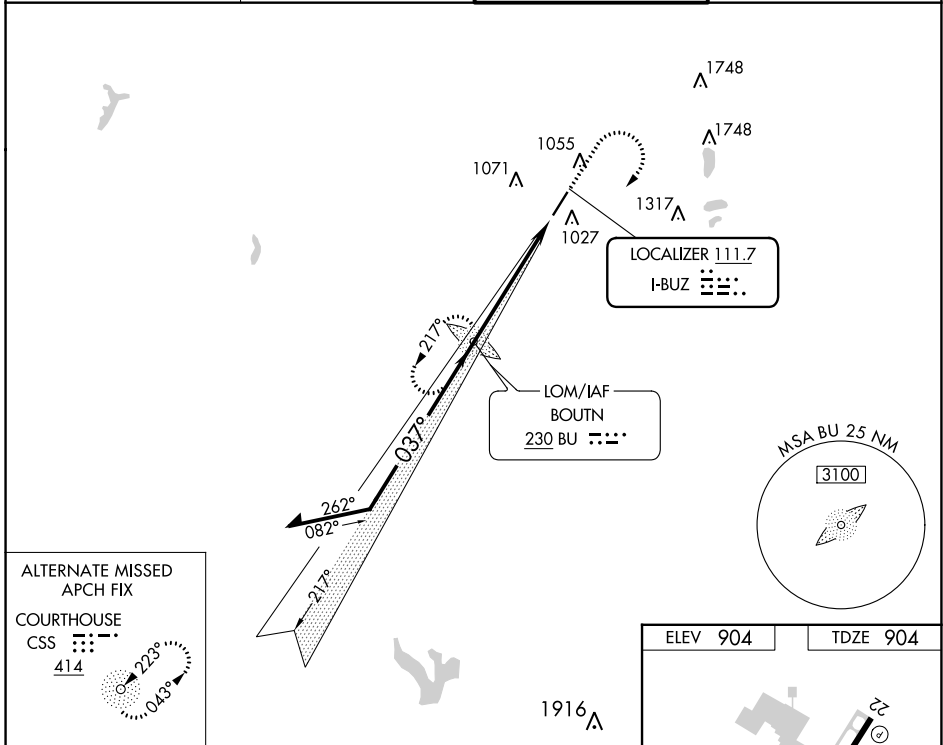 1748
1748
1055
1071
1317
1027
LOCALIZER 111.7
I-BUZ
217°
LOM/IAF
BOUTN
230 BU
037°
MSA BU 25 NM
3100
262°
082°
217°
ALTERNATE MISSED
APCH FIX
COURTHOUSE
CSS
414
223°
043°
1916
ELEV 904
TDZE 904
22
P